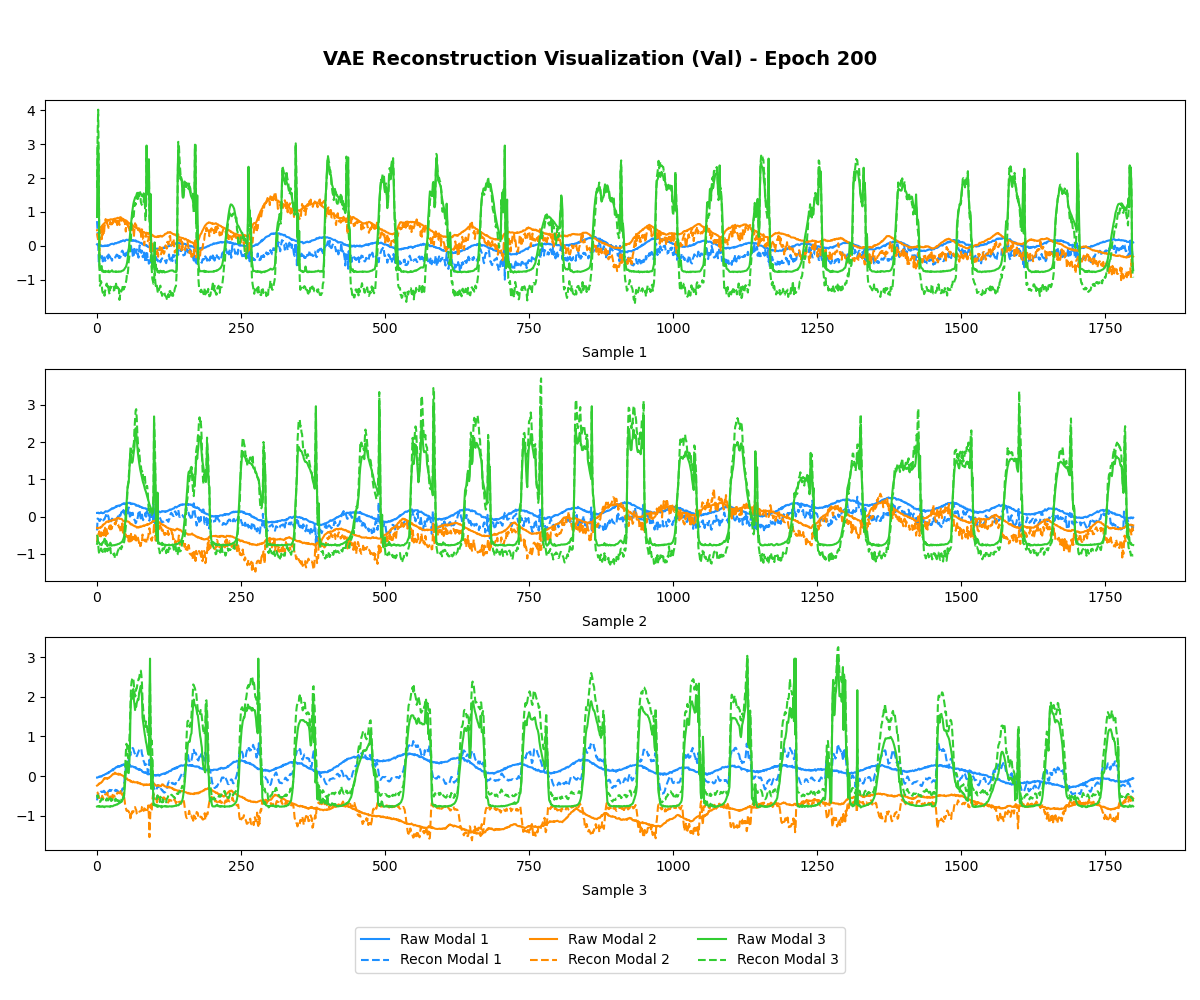 VAE Reconstruction Visualization (Val) - Epoch 200
4
3
2
1
0
−1
0 250 500 750 1000 1250 1500 1750
Sample 1
3
2
1
0
−1
0 250 500 750 1000 1250 1500 1750
Sample 2
3
2
1
0
−1
0 250 500 750 1000 1250 1500 1750
Sample 3
Raw Modal 1 Raw Modal 2 Raw Modal 3
Recon Modal 1 Recon Modal 2 Recon Modal 3